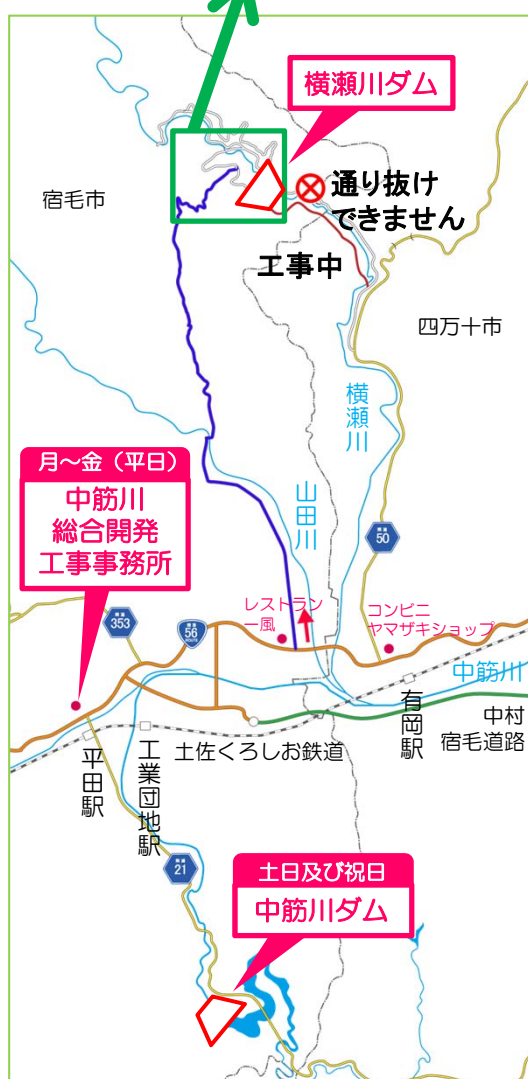 横瀬川ダム
通り抜け
できません
宿毛市
工事中
四万十市
横瀬川
月~金（平日）
中筋川
総合開発
工事事務所
山田川
50
353
56
レストラン
一風
コンビニ
ヤマザキショップ
中筋川
有岡駅
中村
宿毛道路
土佐くろしお鉄道
平田駅
工業団地駅
21
土日及び祝日
中筋川ダム